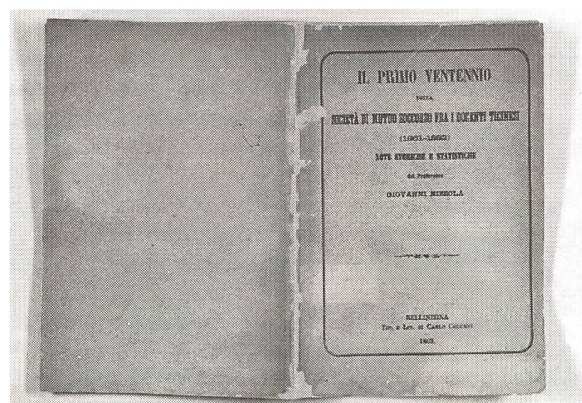 IL PRIMO VENTENNIO
DELLA
SOCIETÀ DI MUTUO SOCCORSO FRA I DOCENTI TICINESI
NOTE STORICHE E STATISTICHE
del Professore
GIOVANNI NIZZOLA
BELLINZONA
TIP. E LIT. DI CARLO COLOMBI